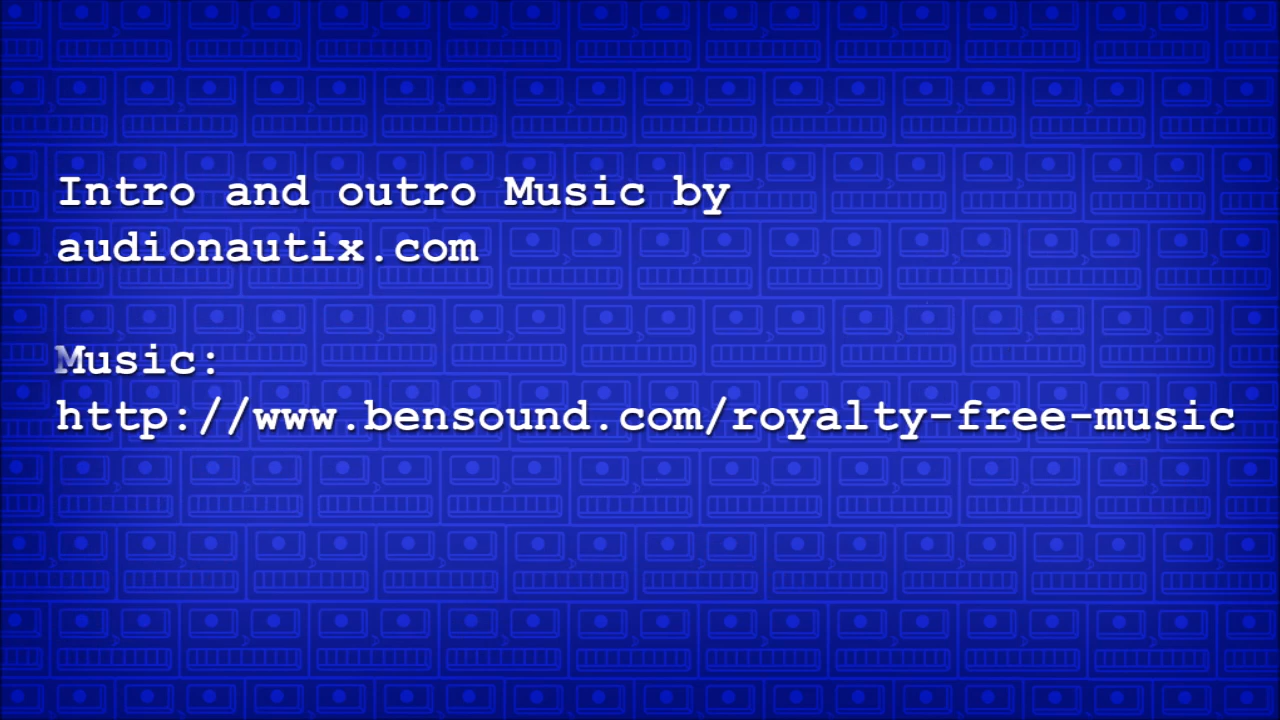 Intro and outro Music by
audionautix.com
Music:
http://www.bensound.com/royalty-free-music